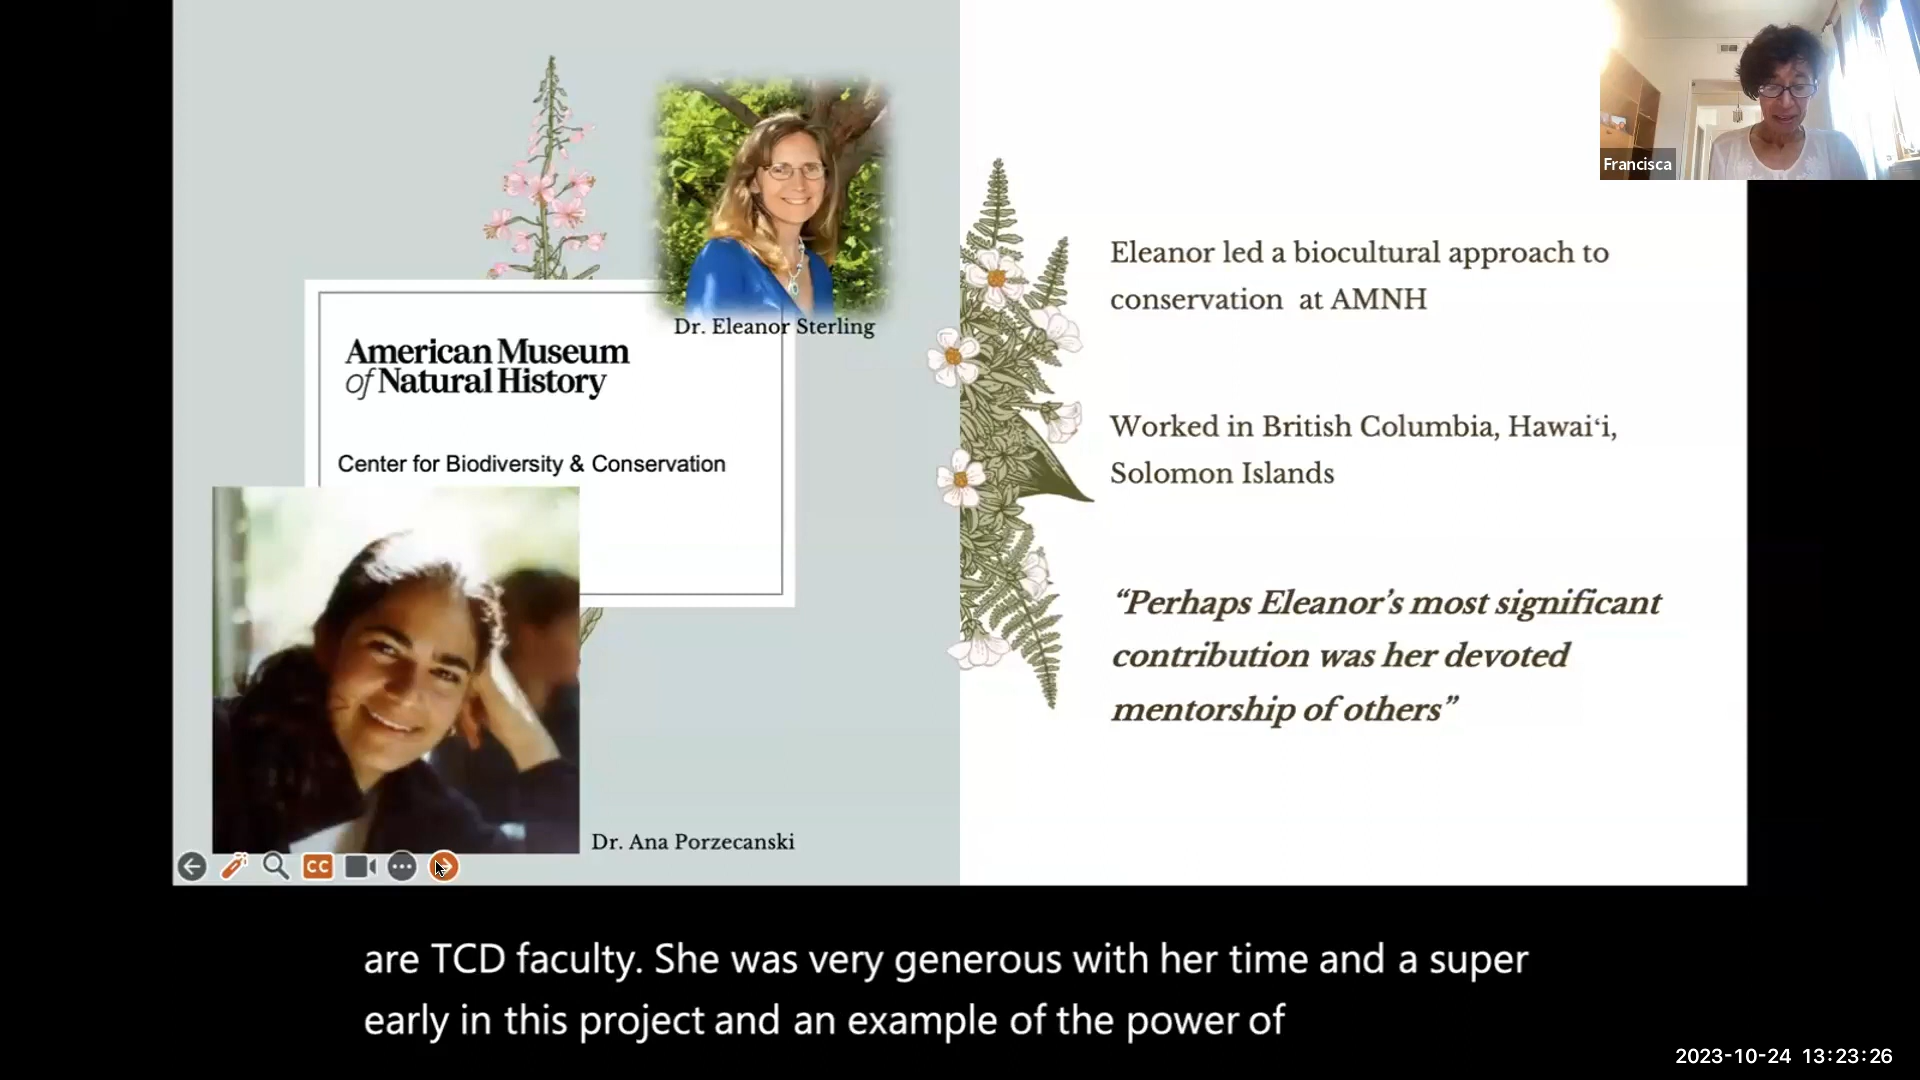 Francisca
Dr. Eleanor Sterling
American Museum
of Natural History
Center for Biodiversity & Conservation
Dr. Ana Porzecanski
Eleanor led a biocultural approach to
conservation at AMNH
Worked in British Columbia, Hawaiʻi,
Solomon Islands
“Perhaps Eleanor’s most significant
contribution was her devoted
mentorship of others”
CC
are TCD faculty. She was very generous with her time and a super
early in this project and an example of the power of
2023-10-24 13:23:26